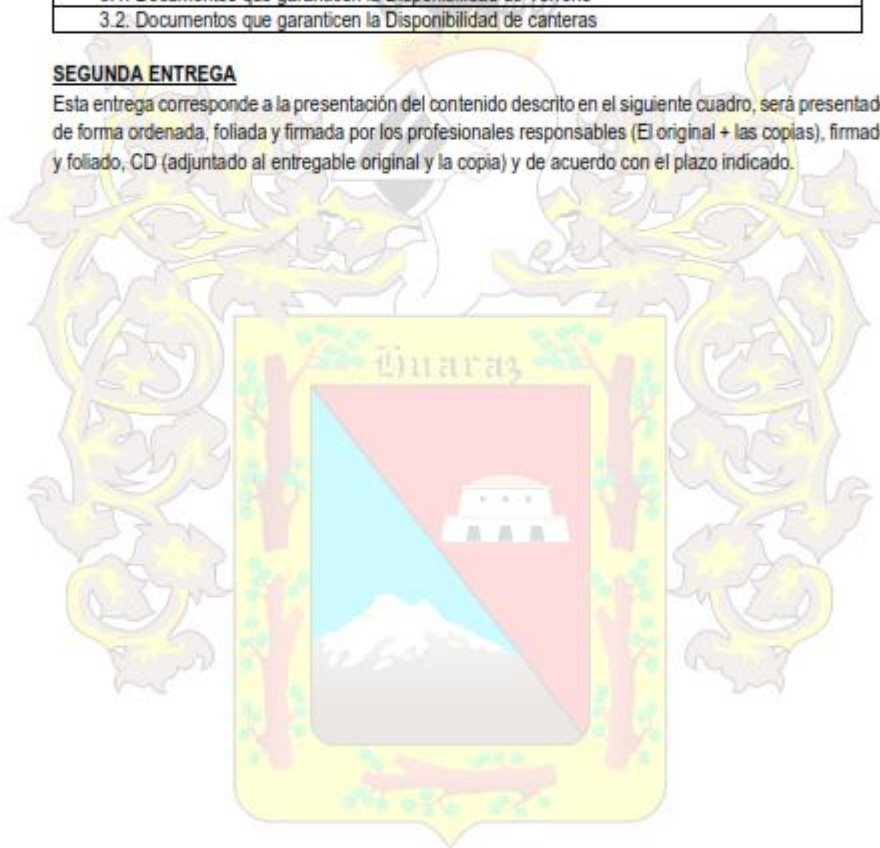 3.2. Documentos que garanticen la Disponibilidad de canteras
SEGUNDA ENTREGA
Esta entrega corresponde a la presentación del contenido descrito en el siguiente cuadro, será presentad
de forma ordenada, foliada y firmada por los profesionales responsables (El original + las copias), firmad
y foliado, CD (adjuntado al entregable original y la copia) y de acuerdo con el plazo indicado.
Huaraz